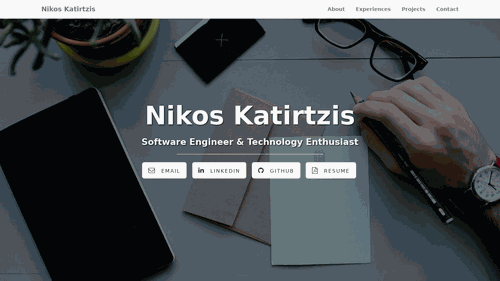 Nikos Katirtzis
About Experiences Projects Contact
Nikos Katirtzis
Software Engineer & Technology Enthusiast
EMAIL LINKEDIN GITHUB RESUME